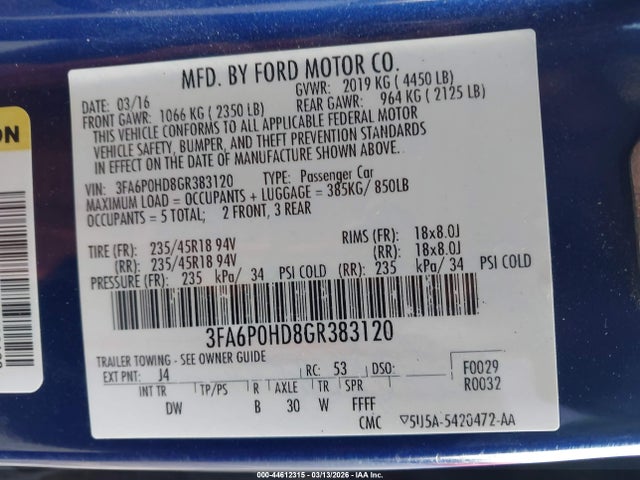 MFD. BY FORD MOTOR CO.
DATE: 03/16 GVWR: 2019 KG ( 4450 LB)
FRONT GAWR: 1066 KG ( 2350 LB) REAR GAWR: 964 KG ( 2125 LB)
THIS VEHICLE CONFORMS TO ALL APPLICABLE FEDERAL MOTOR
VEHICLE SAFETY, BUMPER, AND THEFT PREVENTION STANDARDS
IN EFFECT ON THE DATE OF MANUFACTURE SHOWN ABOVE.
VIN: 3FA6P0HD8GR383120 TYPE: Passenger Car
MAXIMUM LOAD = OCCUPANTS + LUGGAGE = 385KG/ 850LB
OCCUPANTS = 5 TOTAL; 2 FRONT, 3 REAR
TIRE (FR): 235/45R18 94V RIMS (FR): 18x8.0J
(RR): 235/45R18 94V (RR): 18x8.0J
PRESSURE (FR): 235 kPa/ 34 PSI COLD (RR): 235 kPa/ 34 PSI COLD
3FA6P0HD8GR383120
TRAILER TOWING - SEE OWNER GUIDE
EXT PNT: J4 RC: 53 DSO: F0029
INT TR TP/PS R AXLE TR SPR R0032
DW B 30 W FFFF
CMC 5U5A-5420472-AA
ON
000-44612315 - 03/13/2026 - IAA Inc.